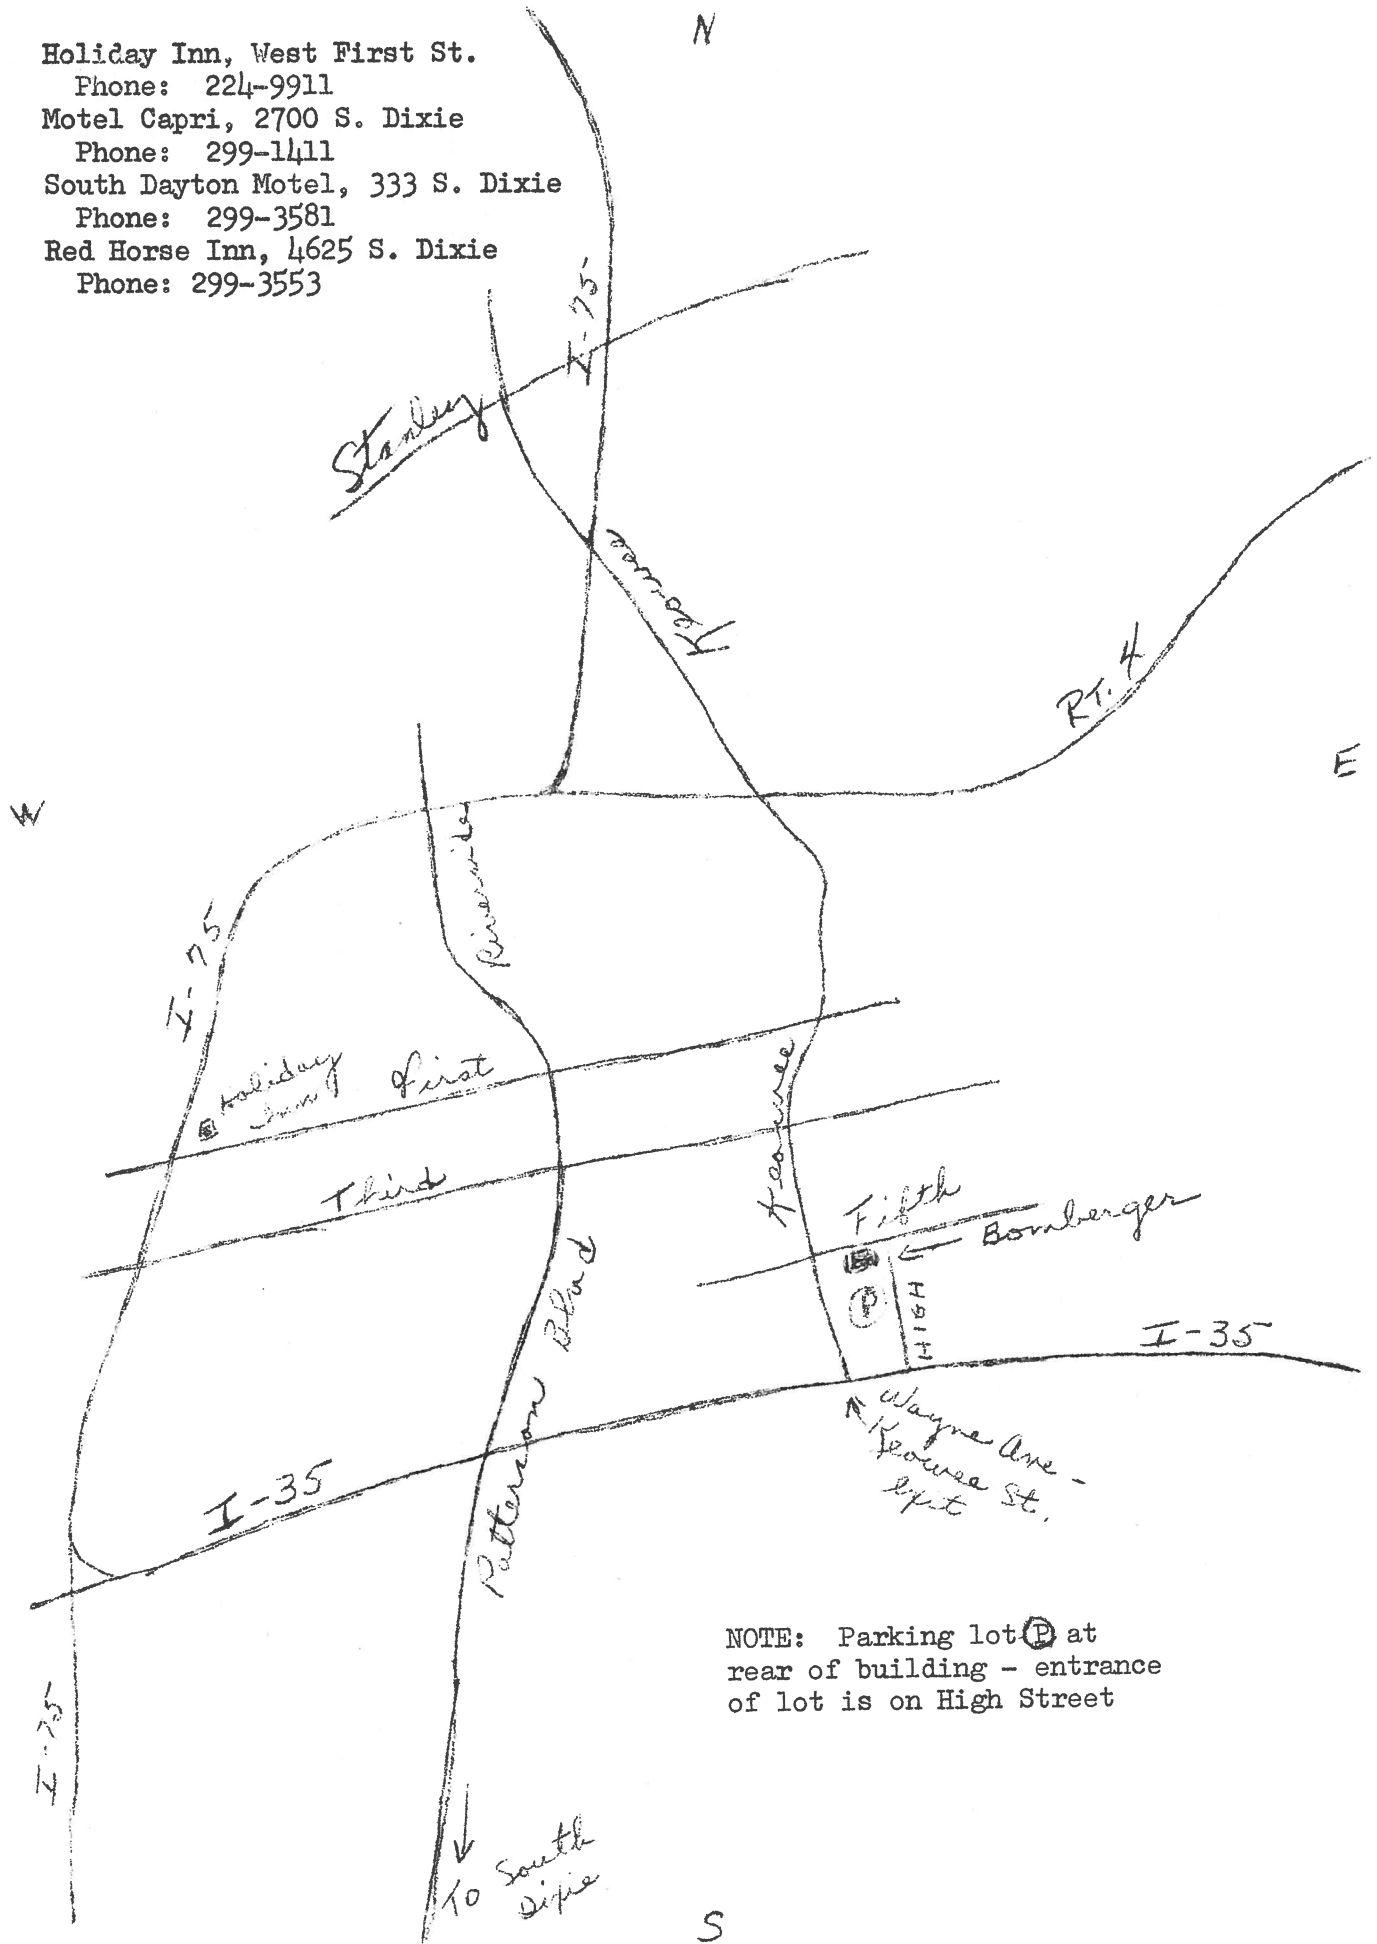 N
Holiday Inn, West First St.
Phone: 224-9911
Motel Capri, 2700 S. Dixie
Phone: 299-1411
South Dayton Motel, 333 S. Dixie
Phone: 299-3581
Red Horse Inn, 4625 S. Dixie
Phone: 299-3553
I-75
Stanley
Keowee
RT. 4
E
W
Riverside
I-75
Holiday
Inn
First
Keowee
Third
Fifth
Bomberger
P
HIGH
I-35
Patterson Blvd
Wayne Ave -
Keowee St.
exit
I-35
NOTE: Parking lot P at
rear of building - entrance
of lot is on High Street
I-75
TO South
Dixie
S